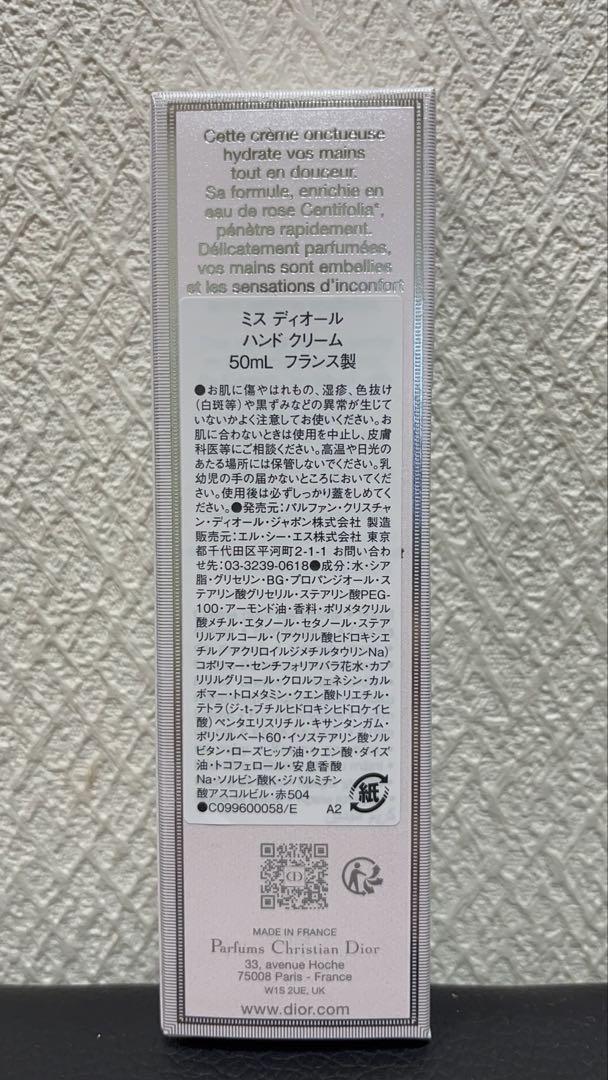 Cette crème onctueuse
hydrate vos mains
tout en douceur.
Sa formule, enrichie en
eau de rose Centifolia*,
pénètre rapidement.
Délicatement parfumées,
vos mains sont embellies
et les sensations d'inconfort
ミス ディオール
ハンド クリーム
50mL フランス製
●お肌に傷やはれもの、湿疹、色抜け
(白斑等)や黒ずみなどの異常が生じて
いないかよく注意してお使いください。お
肌に合わないときは使用を中止し、皮膚
科医等にご相談ください。高温や日光の
あたる場所には保管しないでください。乳
幼児の手の届かないところにおいてくださ
い。使用後は必ずしっかり蓋をしめてく
ださい。●発売元:パルファン・クリスチャ
ン・ディオール・ジャポン株式会社 製造
販売元:エル・シー・エス株式会社 東京
都千代田区平河町2-1-1 お問い合わ
せ先:03-3239-0618●成分:水・シア
脂・グリセリン・BG・プロパンジオール・ス
テアリン酸グリセリル・ステアリン酸PEG-
100・アーモンド油・香料・ポリメタクリル
酸メチル・エタノール・セタノール・ステア
リルアルコール・(アクリル酸ヒドロキシエ
チル/アクリロイルジメチルタウリンNa)
コポリマー・センチフォリアバラ花水・カプ
リリルグリコール・クロルフェネシン・カル
ボマー・トロメタミン・クエン酸トリエチル・
テトラ(ジ-t-ブチルヒドロキシヒドロケイヒ
酸)ペンタエリスリチル・キサンタンガム・
ポリソルベート60・イソステアリン酸ソル
ビタン・ローズヒップ油・クエン酸・ダイズ
油・トコフェロール・安息香酸
Na・ソルビン酸K・ジパルミチン
酸アスコルビル・赤504
●C099600058/E A2
紙
CD
MADE IN FRANCE
Parfums Christian Dior
33, avenue Hoche
75008 Paris - France
W1S 2UE, UK
www.dior.com